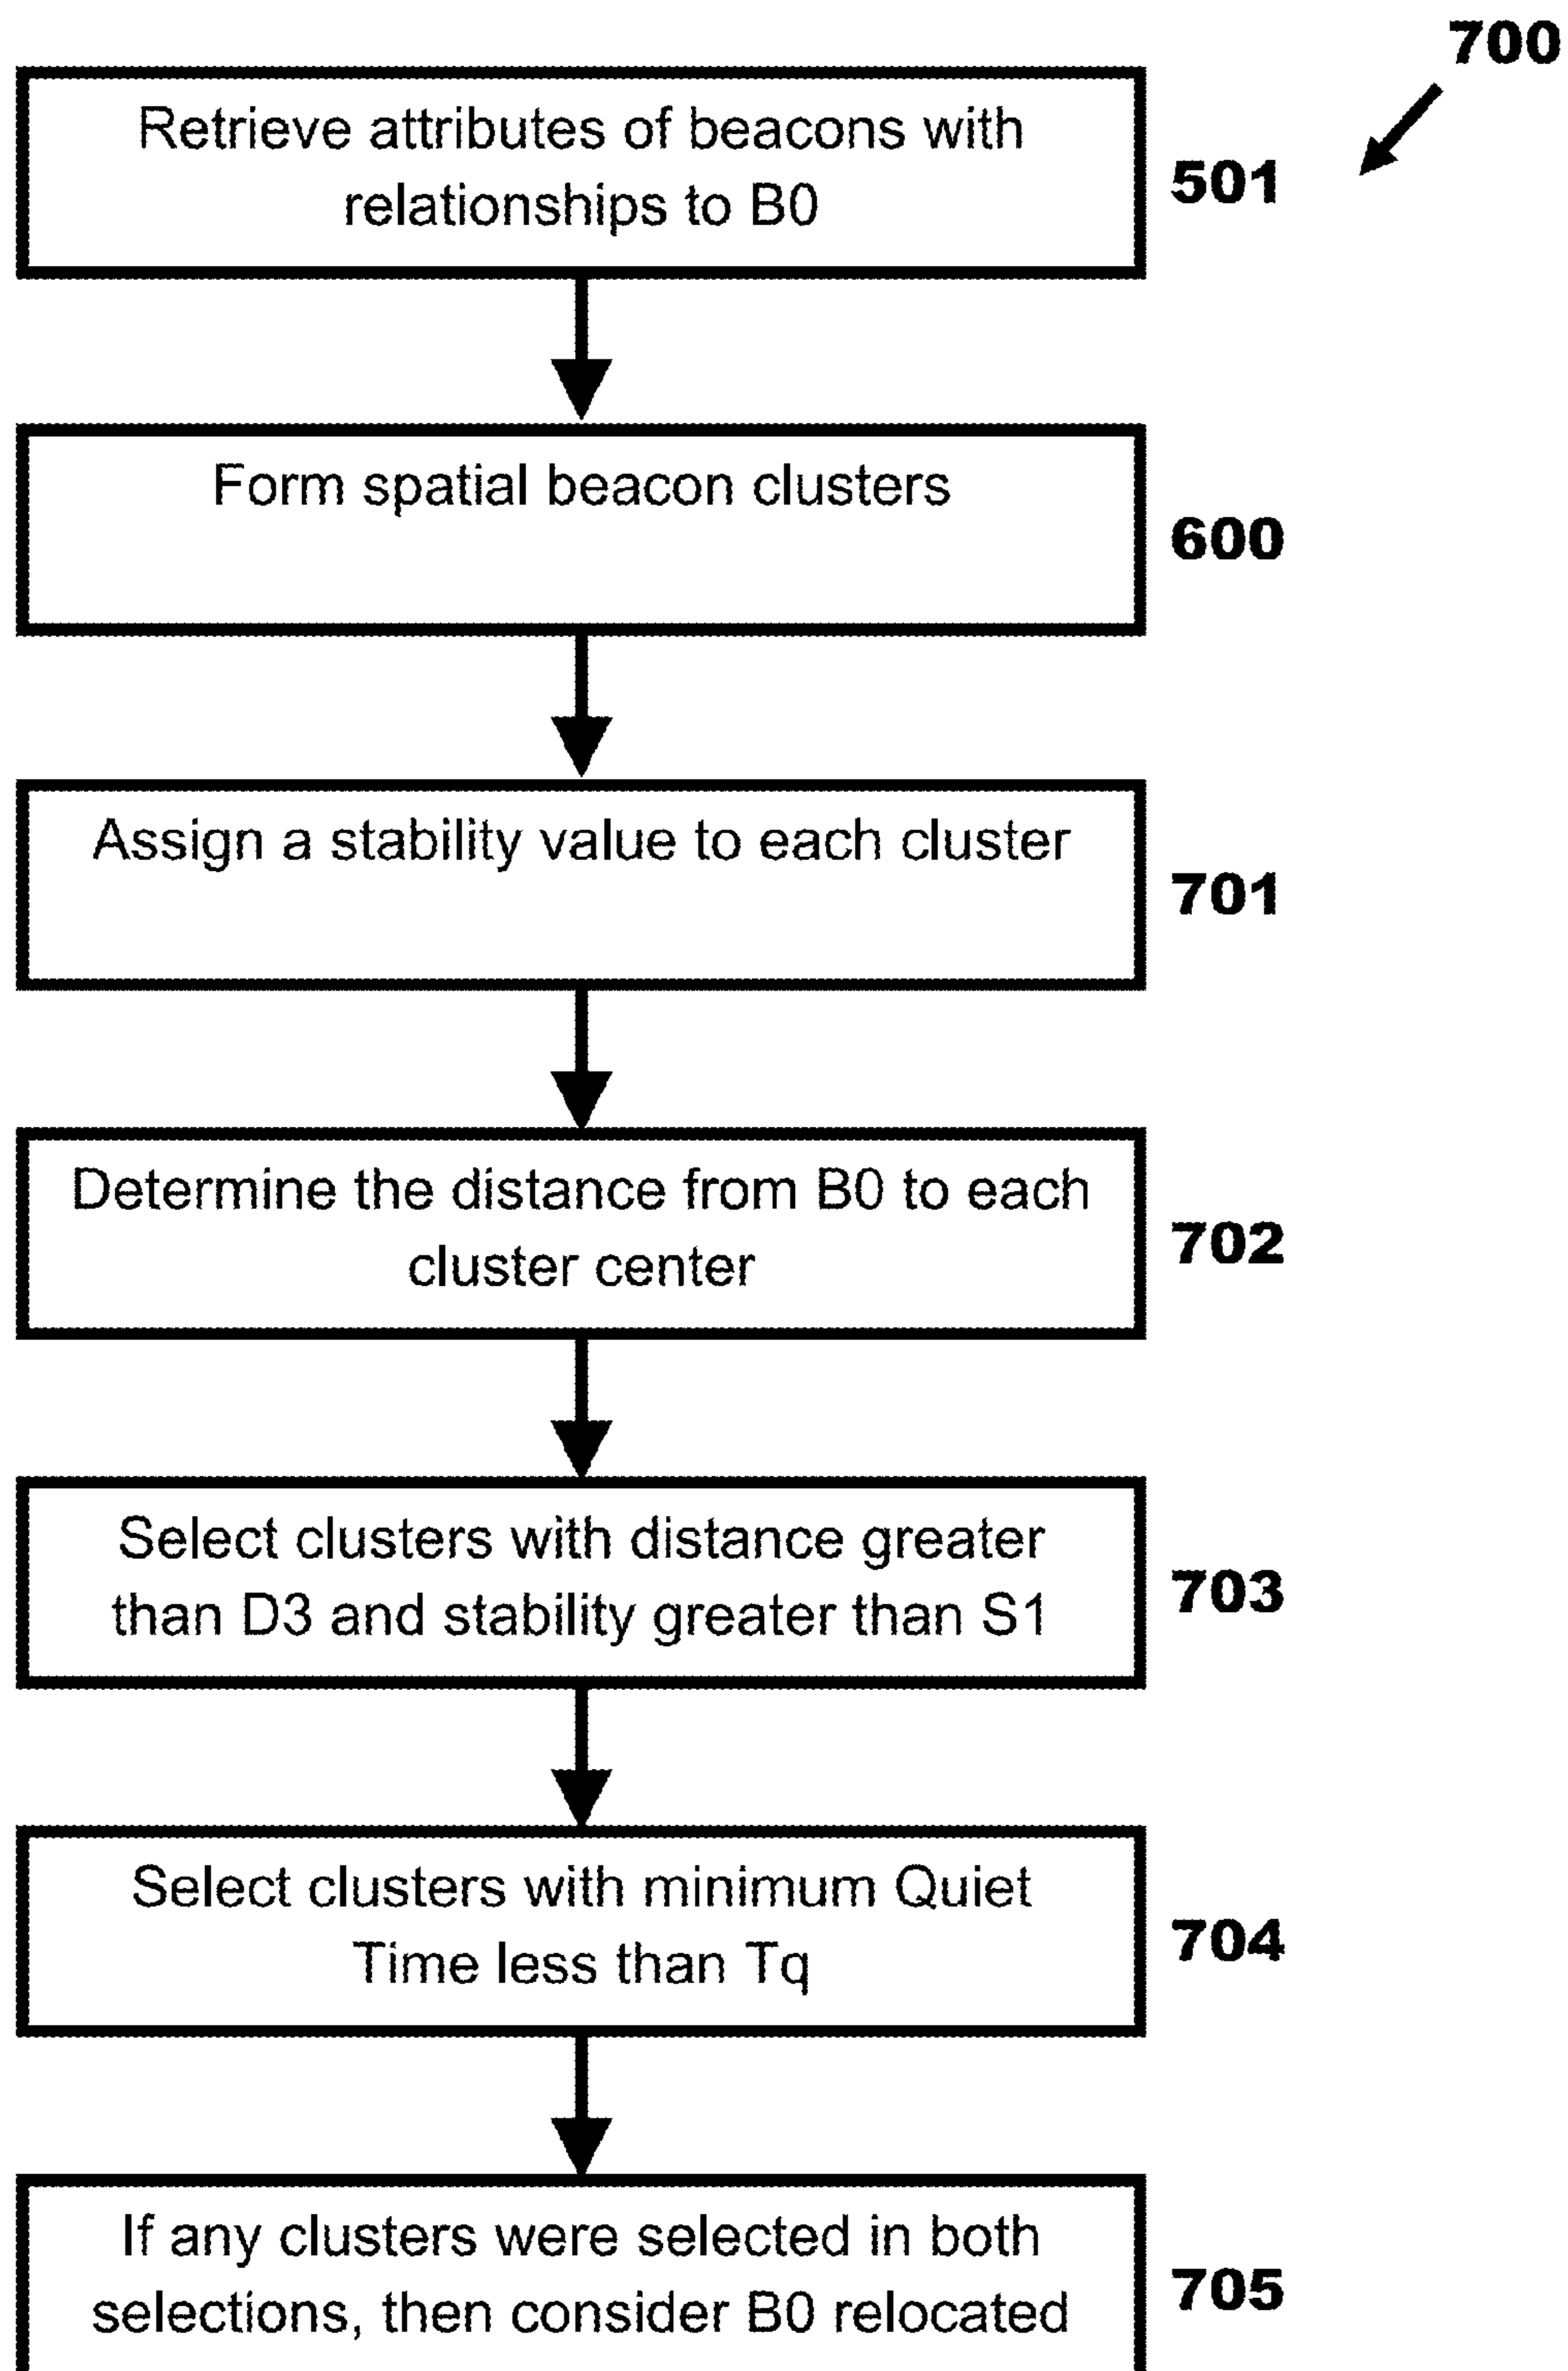 700
Retrieve attributes of beacons with
relationships to B0
501
Form spatial beacon clusters
600
Assign a stability value to each cluster
701
Determine the distance from B0 to each
cluster center
702
Select clusters with distance greater
than D3 and stability greater than S1
703
Select clusters with minimum Quiet
Time less than Tq
704
If any clusters were selected in both
selections, then consider B0 relocated
705